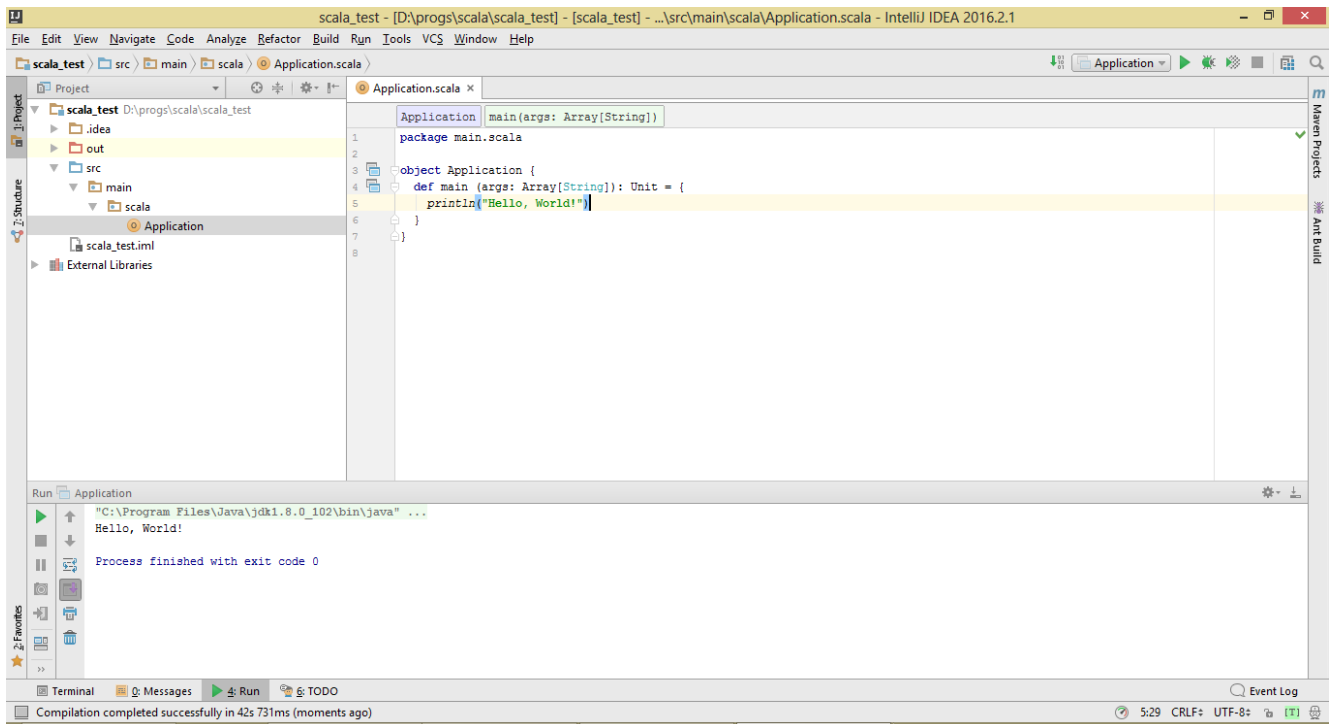 scala_test - [D:\progs\scala\scala_test] - [scala_test] - ...\src\main\scala\Application.scala - IntelliJ IDEA 2016.2.1
File Edit View Navigate Code Analyze Refactor Build Run Tools VCS Window Help
scala_test src main scala Application.scala Application
Project
Application.scala
1: Project
7: Structure
2: Favorites
scala_test D:\progs\scala\scala_test
.idea
out
src
main
scala
Application
scala_test.iml
External Libraries
Application main(args: Array[String])
1 package main.scala
2
3 object Application {
4 def main (args: Array[String]): Unit = {
5 println("Hello, World!")
6 }
7 }
8
Maven Projects
Ant Build
Run Application
"C:\Program Files\Java\jdk1.8.0_102\bin\java" ...
Hello, World!
Process finished with exit code 0
Terminal 0: Messages 4: Run 6: TODO Event Log
Compilation completed successfully in 42s 731ms (moments ago) 5:29 CRLF UTF-8 [T]